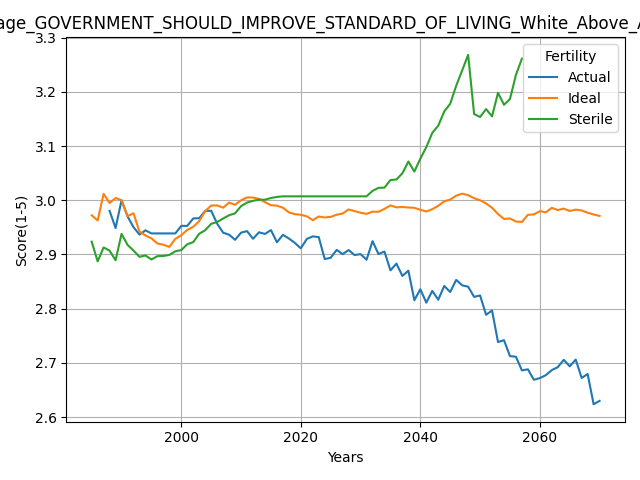 age_GOVERNMENT_SHOULD_IMPROVE_STANDARD_OF_LIVING_White_Above_A
3.3
3.2
3.1
3.0
2.9
2.8
2.7
2.6
Score(1-5)
Fertility
Actual
Ideal
Sterile
2000 2020 2040 2060
Years